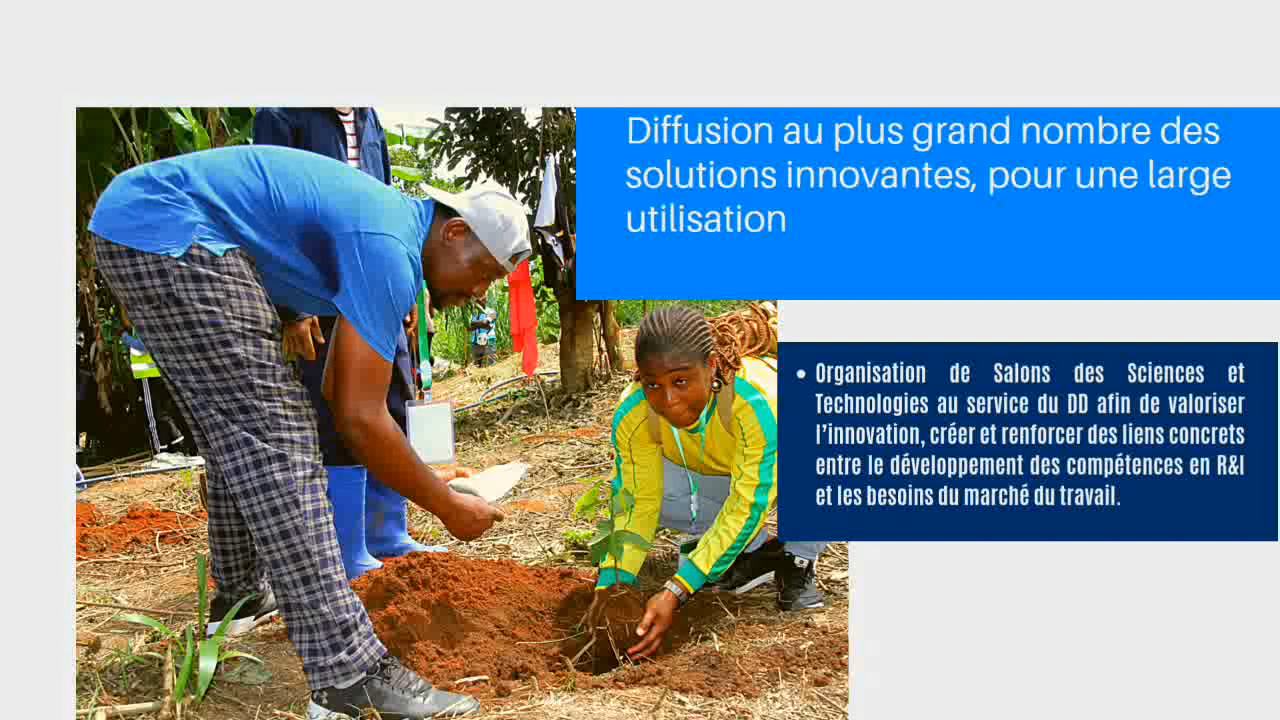 Diffusion au plus grand nombre des
solutions innovantes, pour une large
utilisation
• Organisation de Salons des Sciences et
Technologies au service du DD afin de valoriser
l’innovation, créer et renforcer des liens concrets
entre le développement des compétences en R&I
et les besoins du marché du travail.